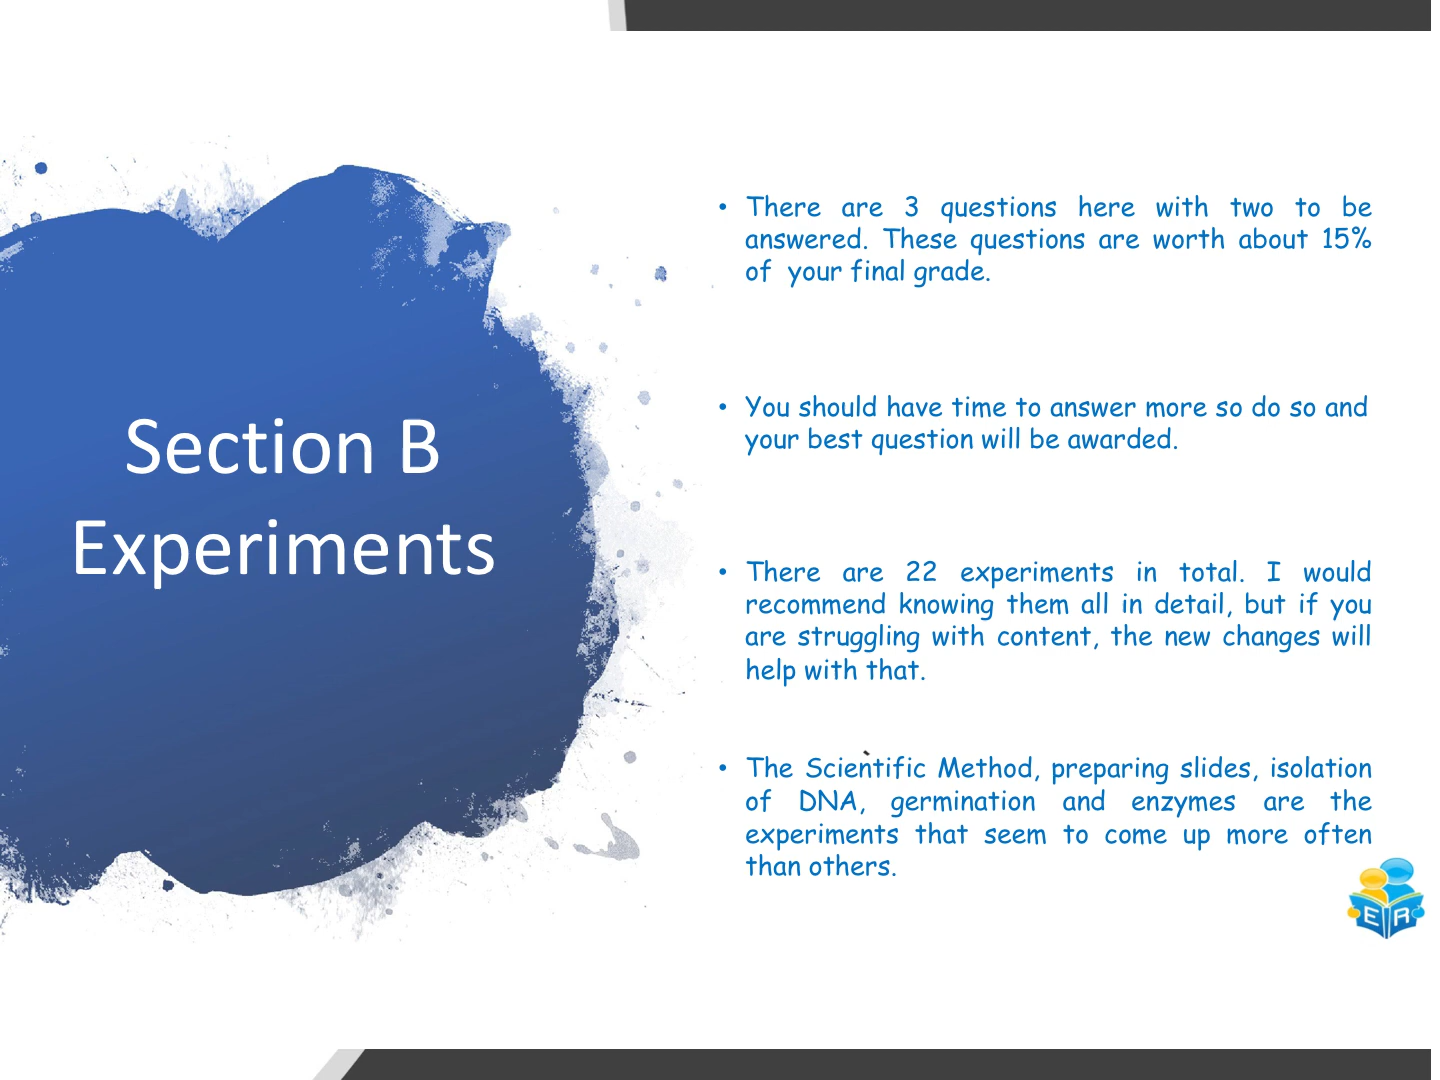 Section B
Experiments
• There are 3 questions here with two to be
answered. These questions are worth about 15%
of your final grade.
• You should have time to answer more so do so and
your best question will be awarded.
• There are 22 experiments in total. I would
recommend knowing them all in detail, but if you
are struggling with content, the new changes will
help with that.
• The Scientific Method, preparing slides, isolation
of DNA, germination and enzymes are the
experiments that seem to come up more often
than others.
E R